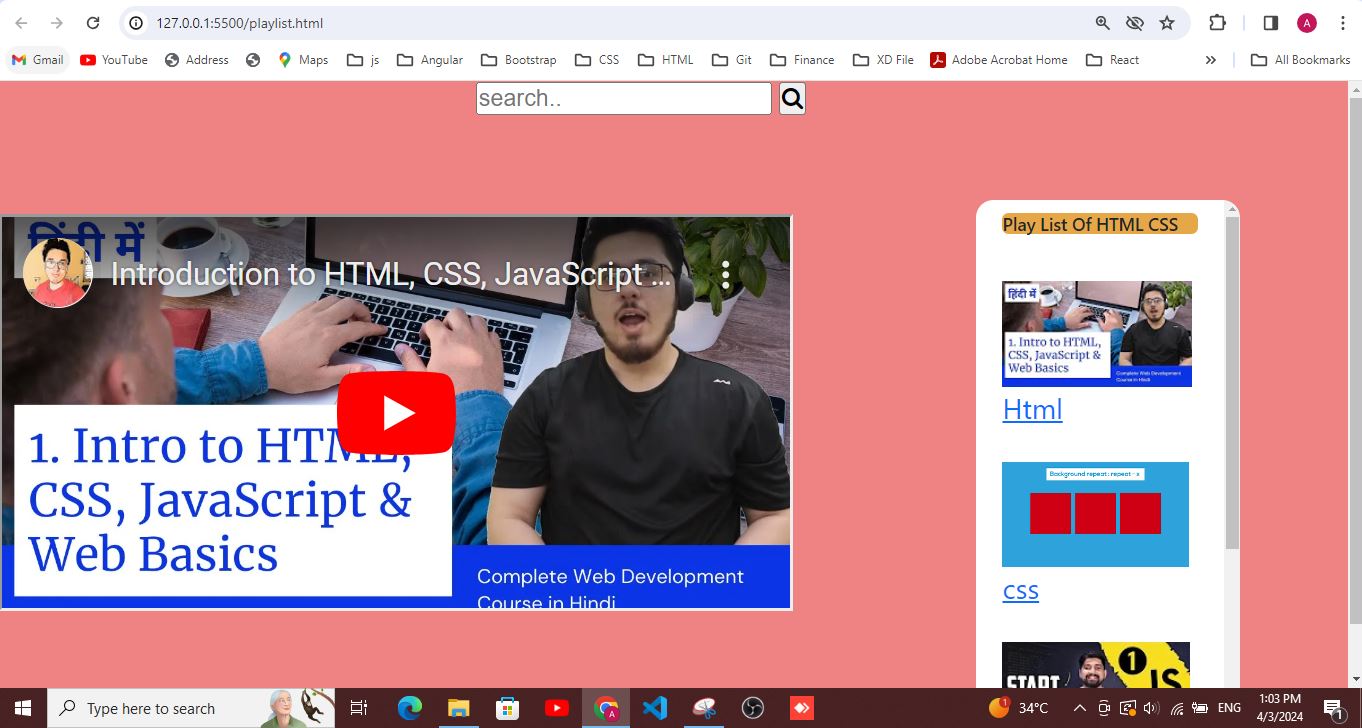 127.0.0.1:5500/playlist.html
A
Gmail
YouTube
Address
Maps
js
Angular
Bootstrap
CSS
HTML
Git
Finance
XD File
Adobe Acrobat Home
React
»
All Bookmarks
search..
हिंदी में
Introduction to HTML, CSS, JavaScript ...
1. Intro to HTML,
CSS, JavaScript &
Web Basics
Complete Web Development
Course in Hindi
Play List Of HTML CSS
हिंदी में
1. Intro to HTML,
CSS, JavaScript &
Web Basics
Complete Web Development
Course in Hindi
Html
Background repeat: repeat - x
css
START
1
JS
Type here to search
A
1
34°C
ENG
1:03 PM
4/3/2024
1